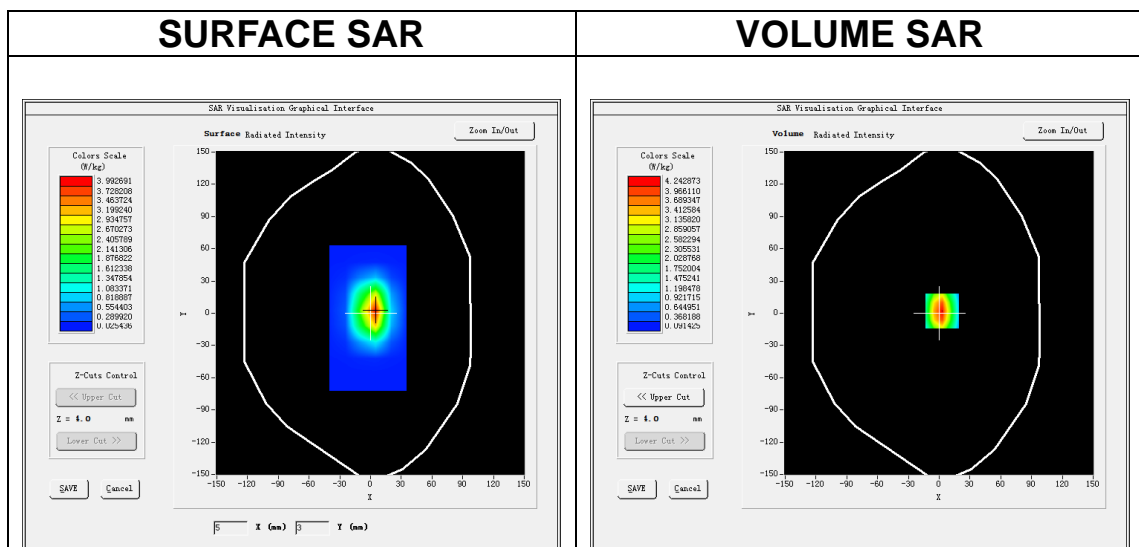 SURFACE SAR
VOLUME SAR
SAR Visualisation Graphical Interface
Surface Radiated Intensity
Zoom In/Out
Colors Scale
(W/kg)
3.992691
3.728208
3.463724
3.199240
2.934757
2.670273
2.405789
2.141306
1.876822
1.612338
1.347854
1.083371
0.818887
0.554403
0.289920
0.025436
Z-Cuts Control
<< Upper Cut
Z = 4.0 mm
Lower Cut >>
SAVE
Cancel
150
120
90
60
30
0
-30
-60
-90
-120
-150
Y
-150 -120 -90 -60 -30 0 30 60 90 120 150
X
5 X (mm) 3 Y (mm)
SAR Visualisation Graphical Interface
Volume Radiated Intensity
Zoom In/Out
Colors Scale
(W/kg)
4.242873
3.966110
3.689347
3.412584
3.135820
2.859057
2.582294
2.305531
2.028768
1.752004
1.475241
1.198478
0.921715
0.644951
0.368188
0.091425
Z-Cuts Control
<< Upper Cut
Z = 4.0 mm
Lower Cut >>
SAVE
Cancel
150
120
90
60
30
0
-30
-60
-90
-120
-150
Y
-150 -120 -90 -60 -30 0 30 60 90 120 150
X